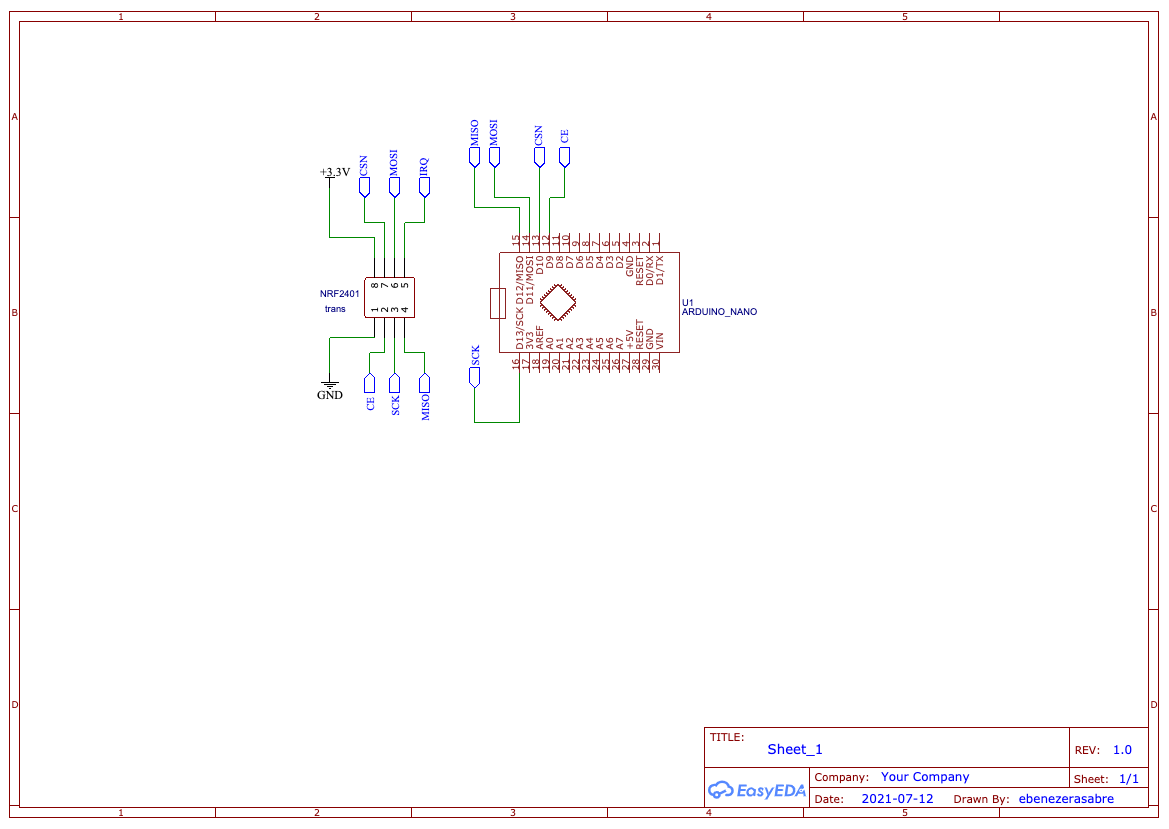 1 2 3 4 5
A A
B B
C C
D D
MISO
MOSI
CSN
CE
+3.3V
CSN
MOSI
IRQ
15 14 13 12 11 10 9 8 7 6 5 4 3 2 1
D12/MISO
D11/MOSI
D10
D9
D8
D7
D6
D5
D4
D3
D2
GND
RESET
D0/RX
D1/TX
8 7 6 5
NRF2401
trans
1 2 3 4
U1
ARDUINO_NANO
D13/SCK
3V3
AREF
A0
A1
A2
A3
A4
A5
A6
A7
+5V
RESET
GND
VIN
16 17 18 19 20 21 22 23 24 25 26 27 28 29 30
SCK
GND
CE
SCK
MISO
TITLE:
Sheet_1
REV: 1.0
EasyEDA
Company: Your Company
Sheet: 1/1
Date: 2021-07-12 Drawn By: ebenezerasabre
1 2 3 4 5